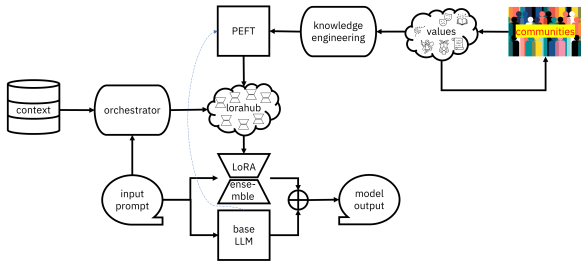 PEFT
knowledge
engineering
values
communities
context
orchestrator
lorahub
LoRA
ense-
mble
input
prompt
base
LLM
model
output